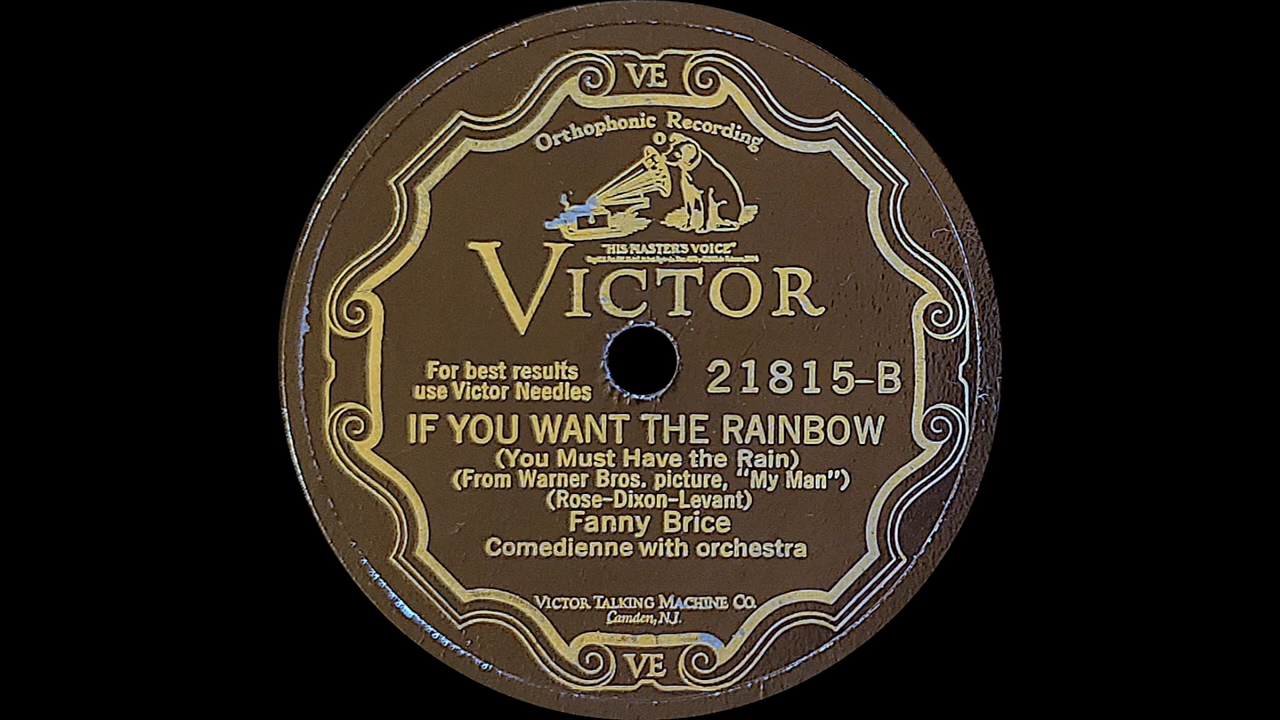 VE
Orthophonic Recording
"HIS MASTER'S VOICE"
VICTOR
For best results
use Victor Needles
21815-B
IF YOU WANT THE RAINBOW
(You Must Have the Rain)
(From Warner Bros. picture, "My Man")
(Rose-Dixon-Levant)
Fanny Brice
Comedienne with orchestra
VICTOR TALKING MACHINE CO.
Camden, N.J.
VE